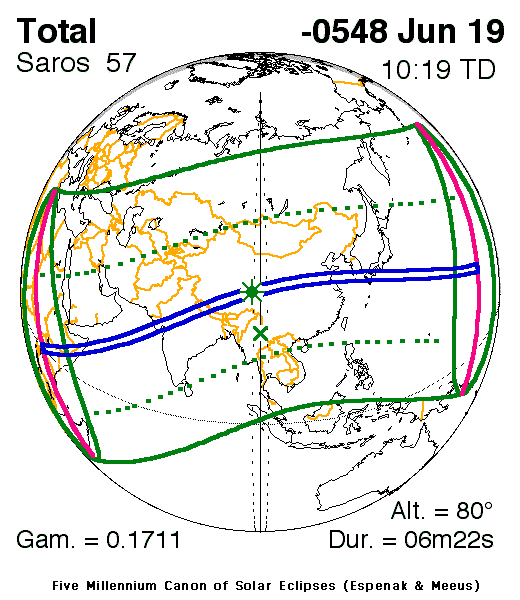 Total
-0548 Jun 19
Saros 57
10:19 TD
Alt. = 80°
Gam. = 0.1711
Dur. = 06m22s
Five Millennium Canon of Solar Eclipses (Espenak & Meeus)